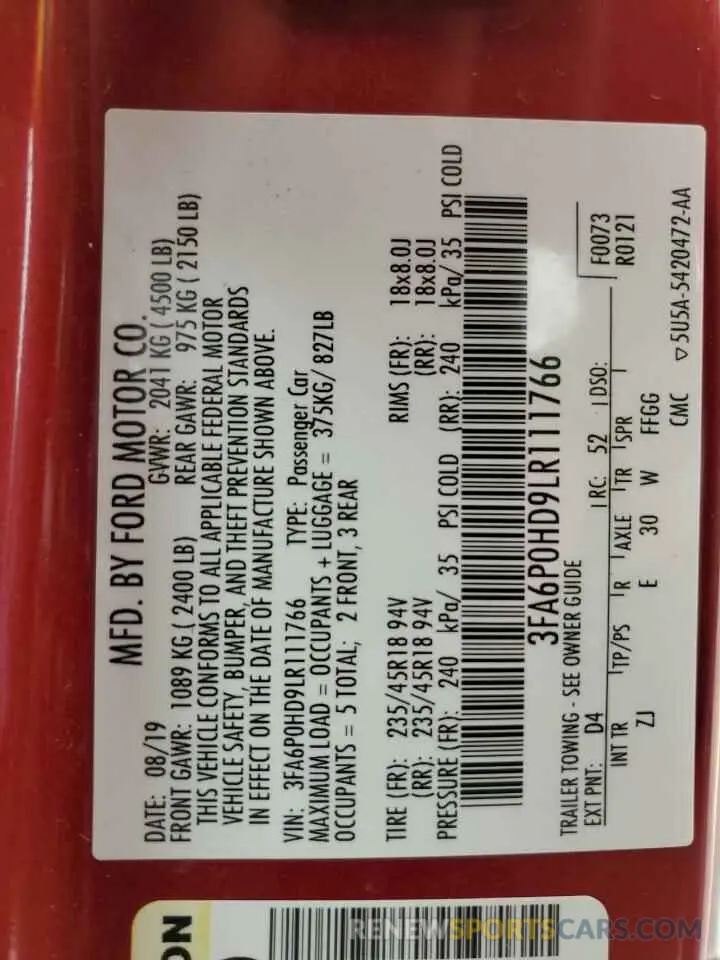 MFD. BY FORD MOTOR CO.
DATE: 08/19 GVWR: 2041 KG ( 4500 LB)
FRONT GAWR: 1089 KG ( 2400 LB) REAR GAWR: 975 KG ( 2150 LB)
THIS VEHICLE CONFORMS TO ALL APPLICABLE FEDERAL MOTOR
VEHICLE SAFETY, BUMPER, AND THEFT PREVENTION STANDARDS
IN EFFECT ON THE DATE OF MANUFACTURE SHOWN ABOVE.
VIN: 3FA6P0HD9LR111766 TYPE: Passenger Car
MAXIMUM LOAD = OCCUPANTS + LUGGAGE = 375KG/ 827LB
OCCUPANTS = 5 TOTAL; 2 FRONT, 3 REAR
TIRE (FR): 235/45R18 94V RIMS (FR): 18x8.0J
(RR): 235/45R18 94V (RR): 18x8.0J
PRESSURE (FR): 240 kPa/ 35 PSI COLD (RR): 240 kPa/ 35 PSI COLD
3FA6P0HD9LR111766
TRAILER TOWING - SEE OWNER GUIDE F0073
EXT PNT: D4 RC: 52 DSO: R0121
INT TR TP/PS R AXLE TR SPR
ZJ E 30 W FFGG
CMC ▽5U5A-5420472-AA
ON
RENEWSPORTSCARS.COM